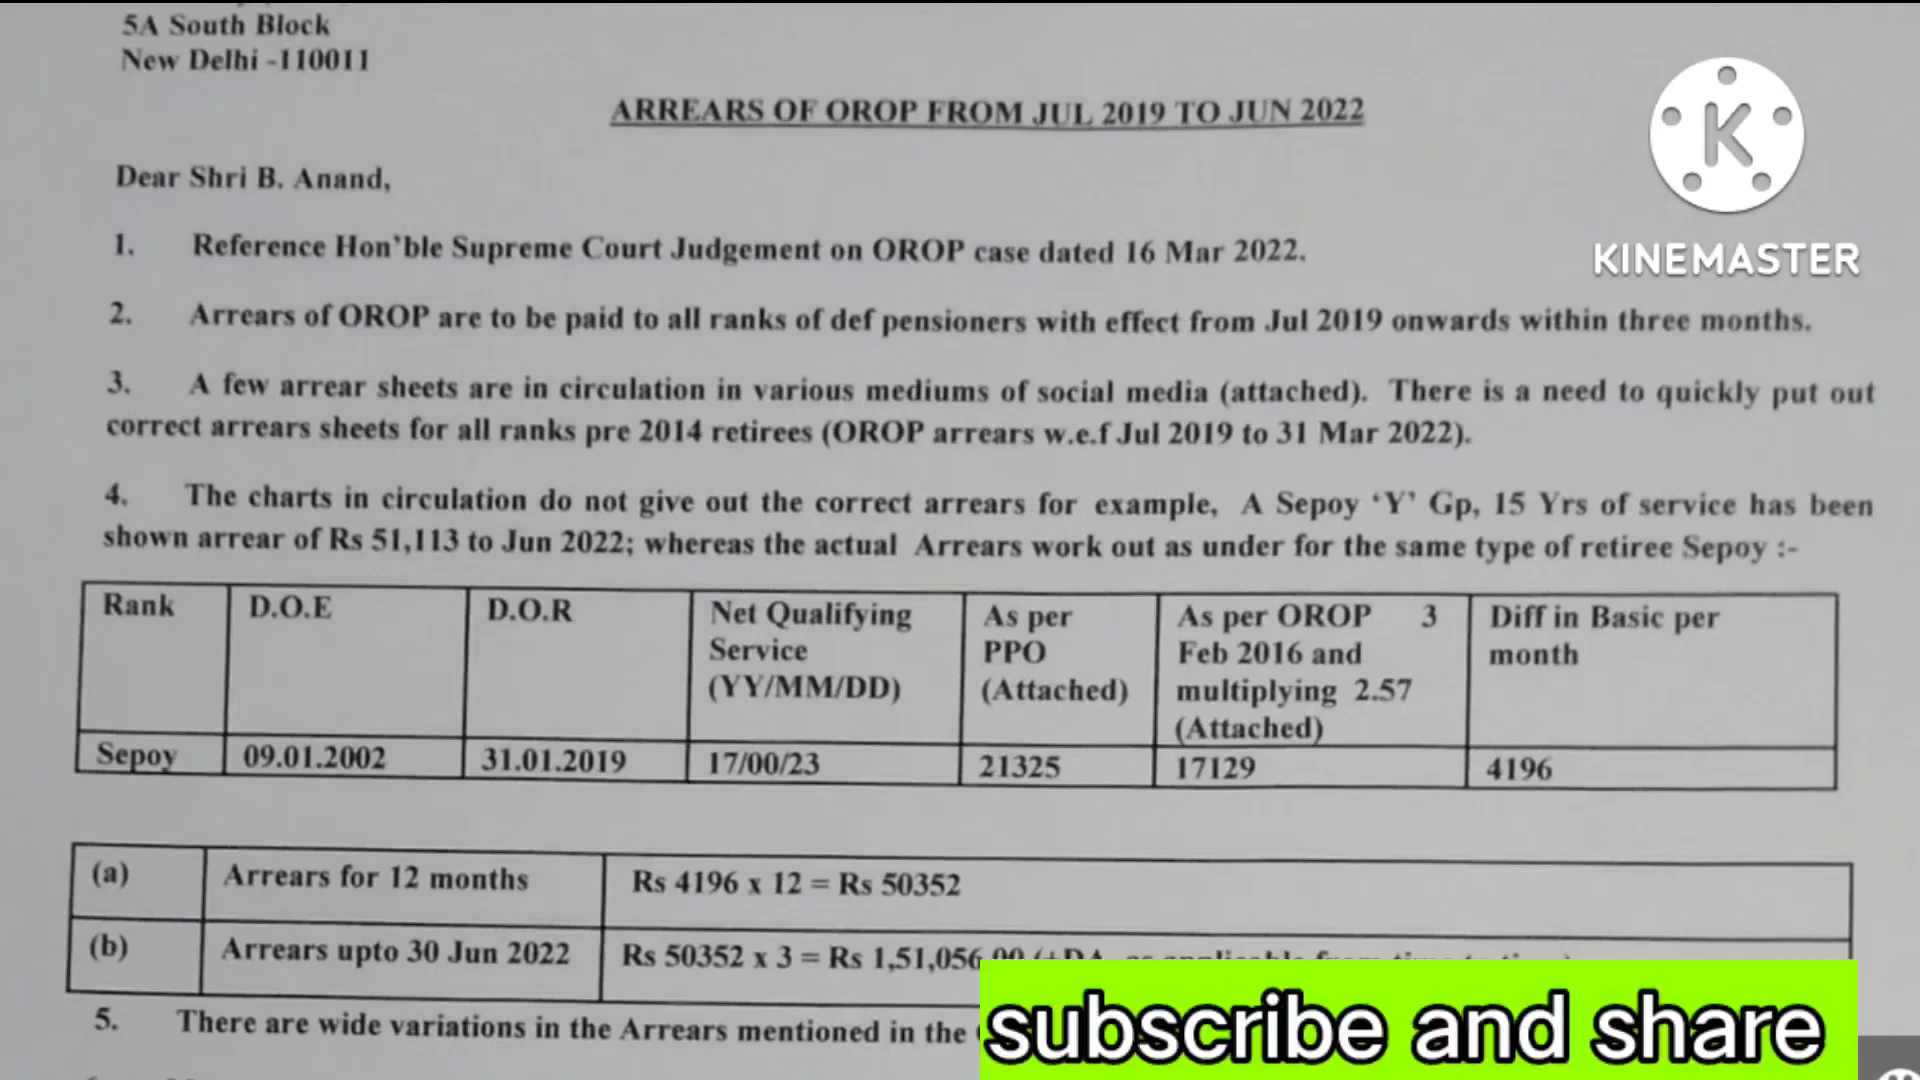 5A South Block
New Delhi -110011
ARREARS OF OROP FROM JUL 2019 TO JUN 2022
Dear Shri B. Anand,
KINEMASTER
1. Reference Hon'ble Supreme Court Judgement on OROP case dated 16 Mar 2022.
2. Arrears of OROP are to be paid to all ranks of def pensioners with effect from Jul 2019 onwards within three months.
3. A few arrear sheets are in circulation in various mediums of social media (attached). There is a need to quickly put out
correct arrears sheets for all ranks pre 2014 retirees (OROP arrears w.e.f Jul 2019 to 31 Mar 2022).
4. The charts in circulation do not give out the correct arrears for example, A Sepoy 'Y' Gp, 15 Yrs of service has been
shown arrear of Rs 51,113 to Jun 2022; whereas the actual Arrears work out as under for the same type of retiree Sepoy :-
Rank D.O.E D.O.R Net Qualifying Service (YY/MM/DD) As per PPO (Attached) As per OROP 3 Feb 2016 and multiplying 2.57 (Attached) Diff in Basic per month
Sepoy 09.01.2002 31.01.2019 17/00/23 21325 17129 4196
(a) Arrears for 12 months Rs 4196 x 12 = Rs 50352
(b) Arrears upto 30 Jun 2022 Rs 50352 x 3 = Rs 1,51,056
5. There are wide variations in the Arrears mentioned in the
subscribe and share